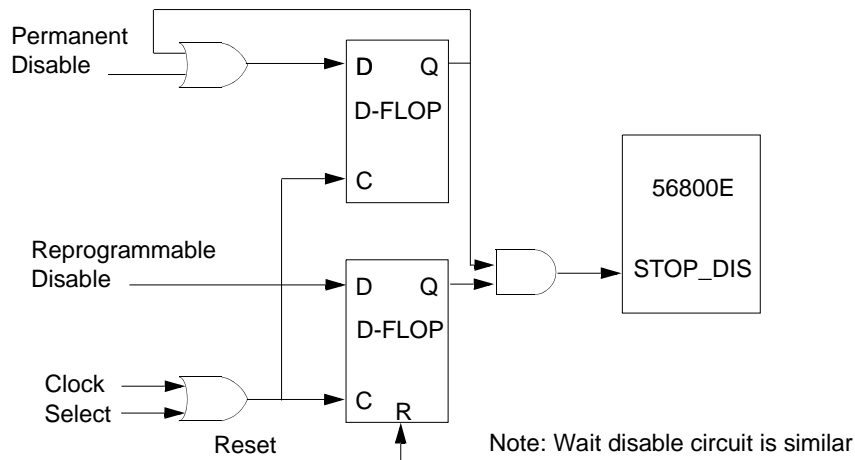 Permanent
Disable
D Q
D-FLOP
C
56800E
STOP_DIS
Reprogrammable
Disable
D Q
D-FLOP
C
R
Clock
Select
Reset
Note: Wait disable circuit is similar